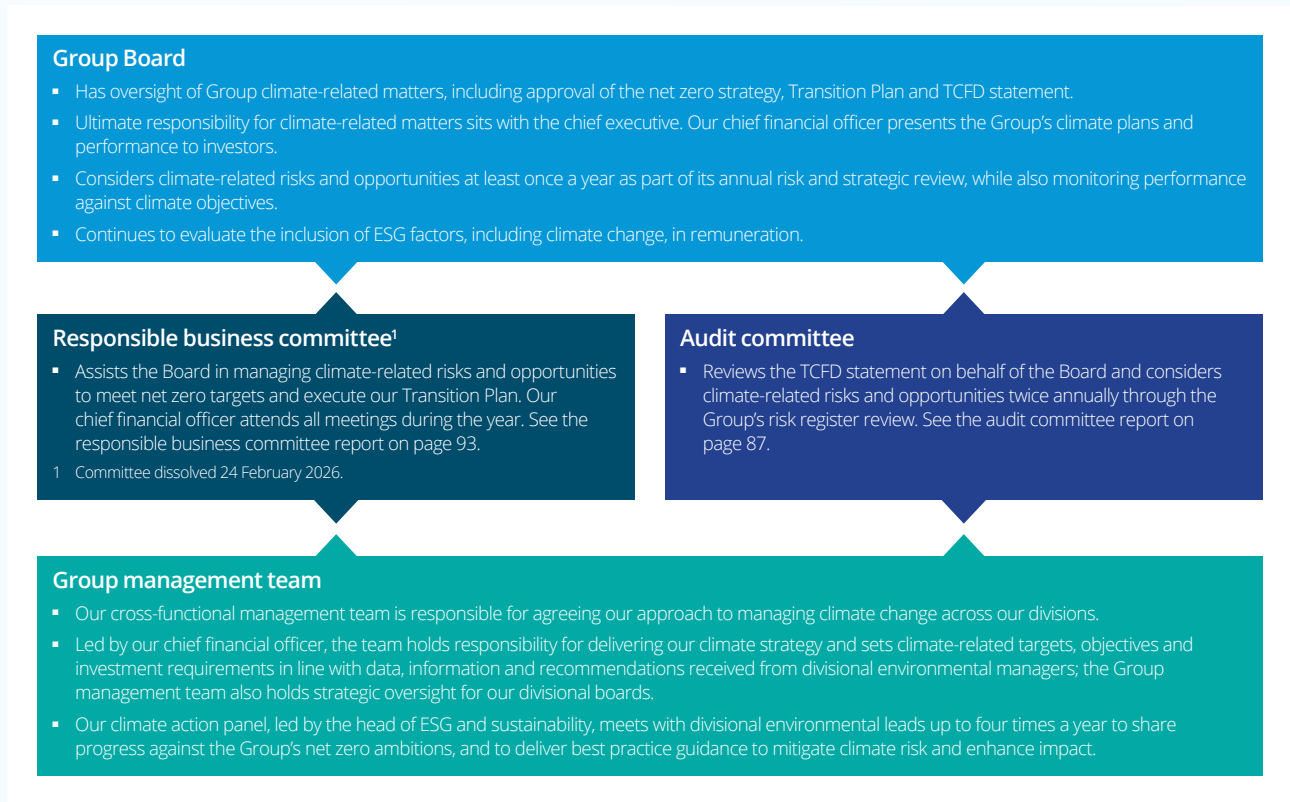 Group Board
▪ Has oversight of Group climate-related matters, including approval of the net zero strategy, Transition Plan and TCFD statement.
▪ Ultimate responsibility for climate-related matters sits with the chief executive. Our chief financial officer presents the Group's climate plans and
performance to investors.
▪ Considers climate-related risks and opportunities at least once a year as part of its annual risk and strategic review, while also monitoring performance
against climate objectives.
▪ Continues to evaluate the inclusion of ESG factors, including climate change, in remuneration.
Responsible business committee¹
▪ Assists the Board in managing climate-related risks and opportunities
to meet net zero targets and execute our Transition Plan. Our
chief financial officer attends all meetings during the year. See the
responsible business committee report on page 93.
1 Committee dissolved 24 February 2026.
Audit committee
▪ Reviews the TCFD statement on behalf of the Board and considers
climate-related risks and opportunities twice annually through the
Group's risk register review. See the audit committee report on
page 87.
Group management team
▪ Our cross-functional management team is responsible for agreeing our approach to managing climate change across our divisions.
▪ Led by our chief financial officer, the team holds responsibility for delivering our climate strategy and sets climate-related targets, objectives and
investment requirements in line with data, information and recommendations received from divisional environmental managers; the Group
management team also holds strategic oversight for our divisional boards.
▪ Our climate action panel, led by the head of ESG and sustainability, meets with divisional environmental leads up to four times a year to share
progress against the Group's net zero ambitions, and to deliver best practice guidance to mitigate climate risk and enhance impact.